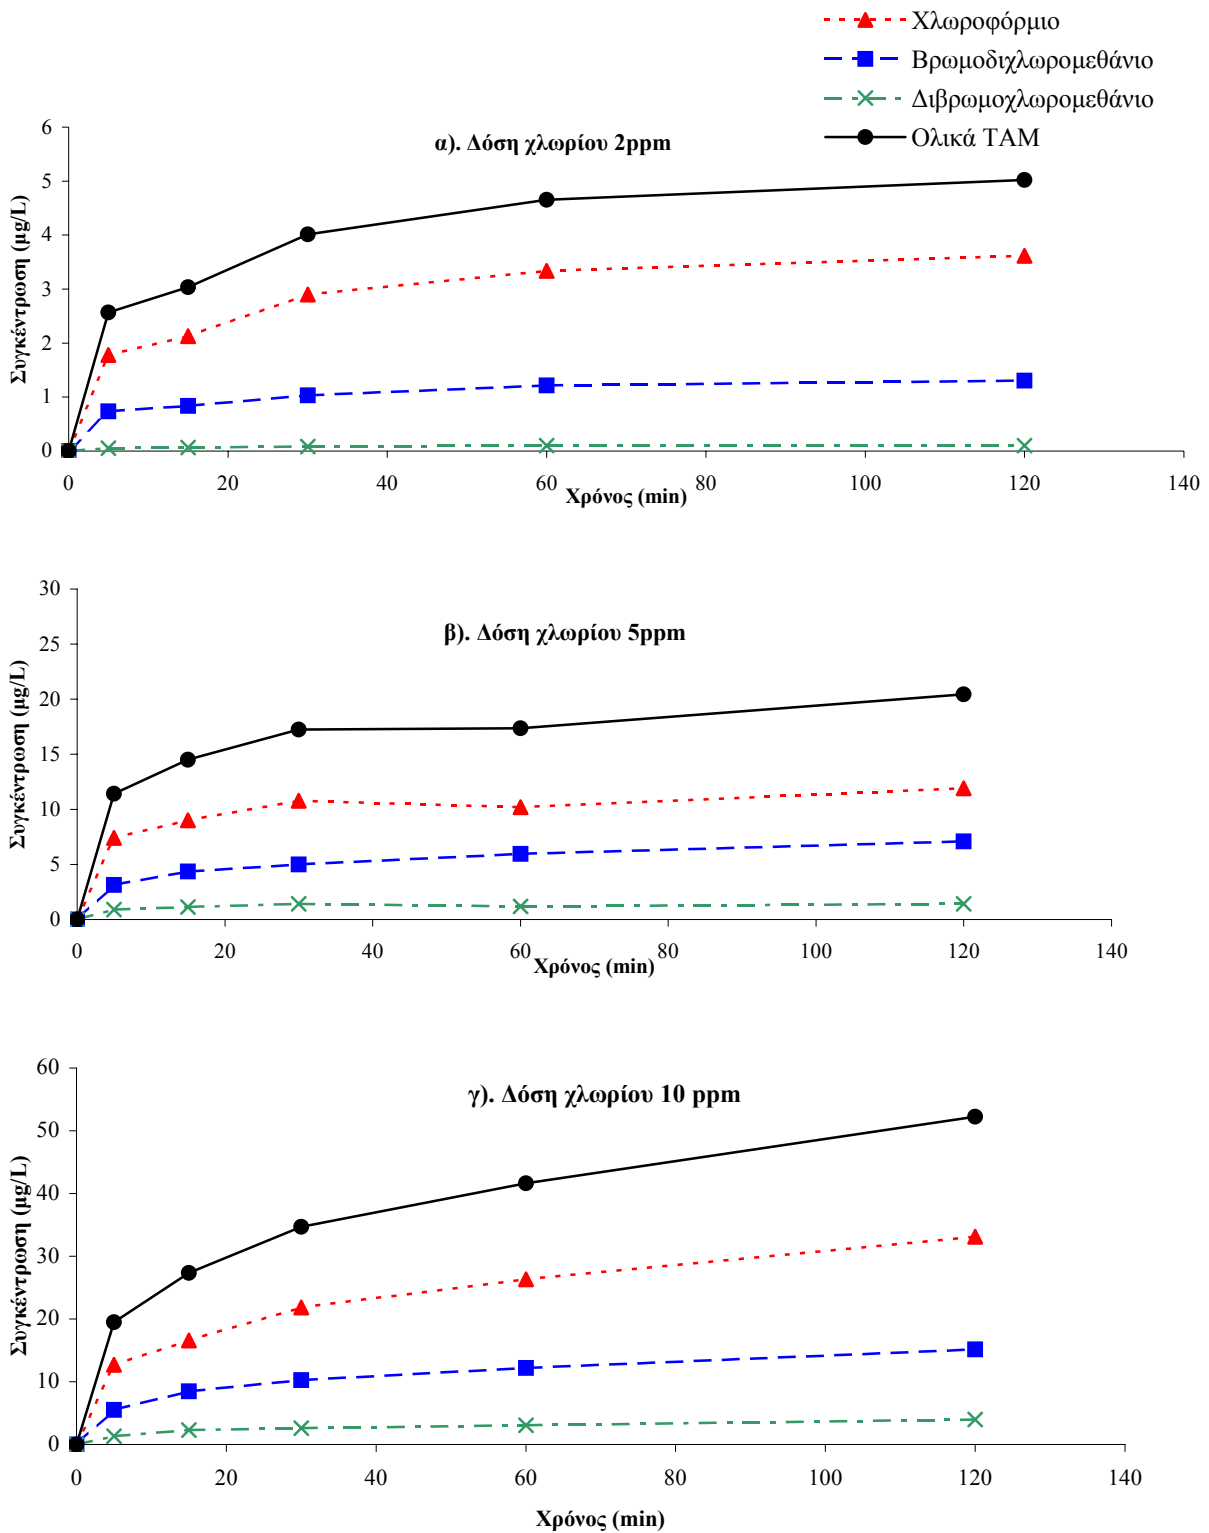 Χλωροφόρμιο
Βρωμοδιχλωρομεθάνιο
Διβρωμοχλωρομεθάνιο
Ολικά ΤΑΜ
α). Δόση χλωρίου 2ppm
Συγκέντρωση (μg/L)
6
5
4
3
2
1
0
0 20 40 60 80 100 120 140
Χρόνος (min)
β). Δόση χλωρίου 5ppm
Συγκέντρωση (μg/L)
30
25
20
15
10
5
0
0 20 40 60 80 100 120 140
Χρόνος (min)
γ). Δόση χλωρίου 10 ppm
Συγκέντρωση (μg/L)
60
50
40
30
20
10
0
0 20 40 60 80 100 120 140
Χρόνος (min)